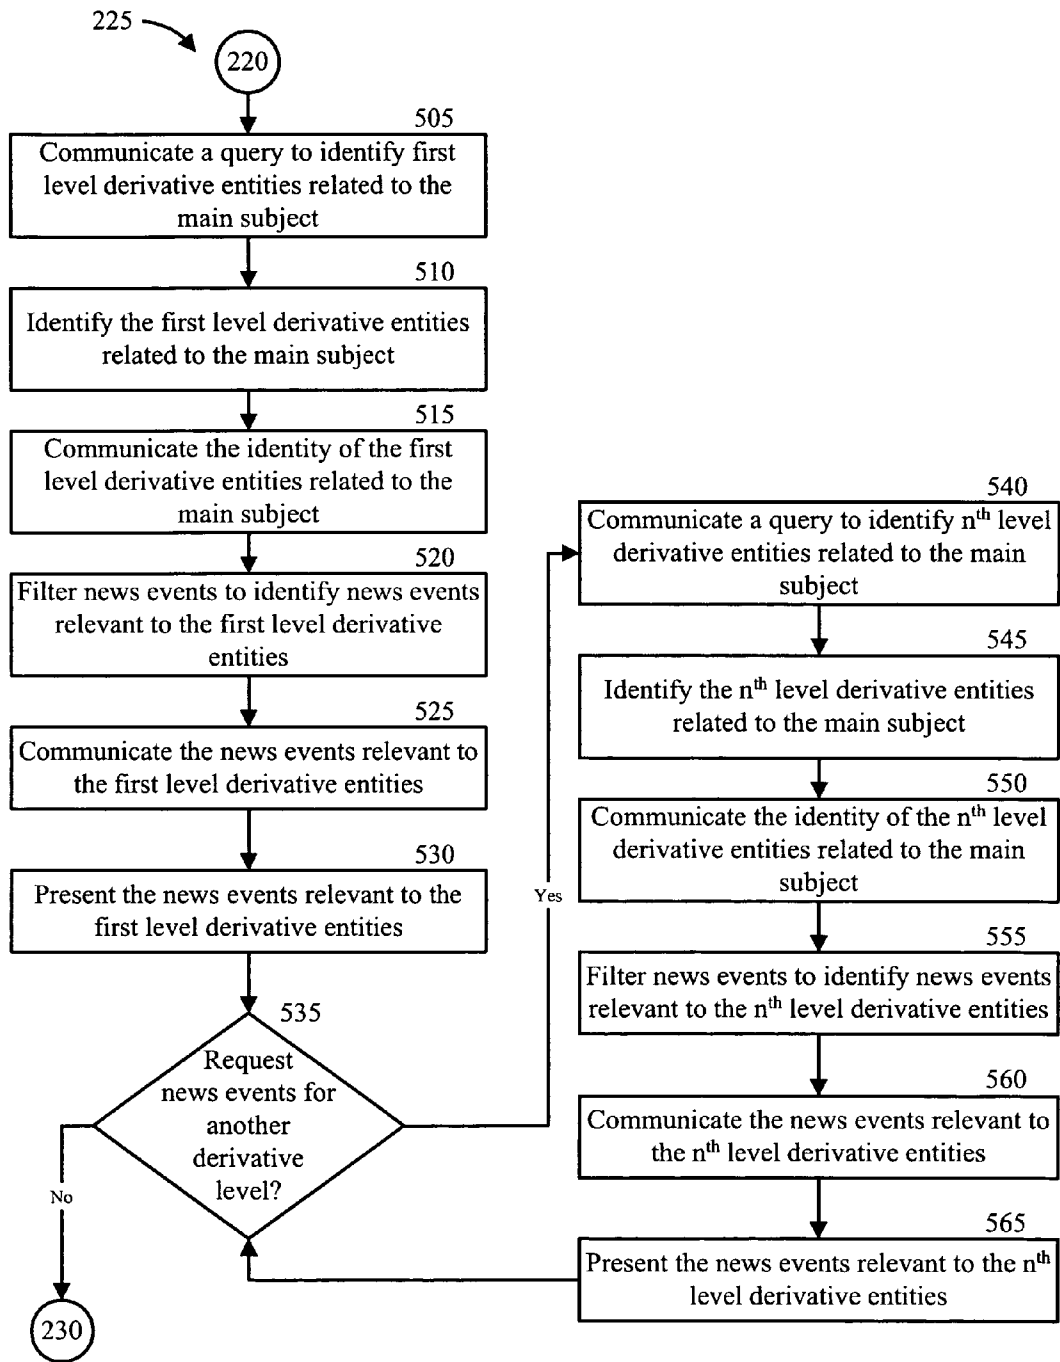 225
220
505
Communicate a query to identify first
level derivative entities related to the
main subject
510
Identify the first level derivative entities
related to the main subject
515
Communicate the identity of the first
level derivative entities related to the
main subject
520
Filter news events to identify news events
relevant to the first level derivative
entities
525
Communicate the news events relevant to
the first level derivative entities
530
Present the news events relevant to the
first level derivative entities
535
Request
news events for
another
derivative
level?
No
230
Yes
540
Communicate a query to identify nth level
derivative entities related to the main
subject
545
Identify the nth level derivative entities
related to the main subject
550
Communicate the identity of the nth level
derivative entities related to the main
subject
555
Filter news events to identify news events
relevant to the nth level derivative entities
560
Communicate the news events relevant to
the nth level derivative entities
565
Present the news events relevant to the nth
level derivative entities